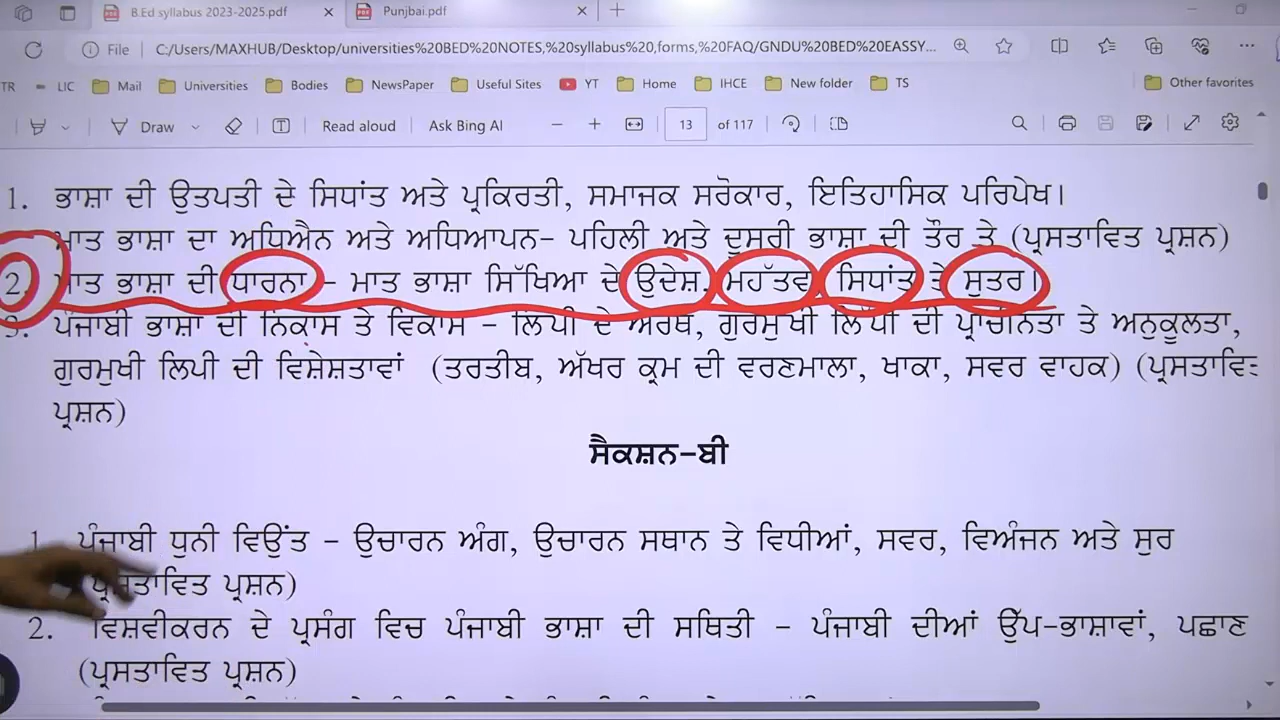 B.Ed syllabus 2023-2025.pdf
Punjbai.pdf
File C:/Users/MAXHUB/Desktop/universities%20BED%20NOTES,%20syllabus%20,forms,%20FAQ/GNDU%20BED%20EASSY...
TR LIC Mail Universities Bodies NewsPaper Useful Sites YT Home IHCE New folder TS Other favorites
Draw Read aloud Ask Bing AI 13 of 117
1. ਭਾਸ਼ਾ ਦੀ ਉਤਪਤੀ ਦੇ ਸਿਧਾਂਤ ਅਤੇ ਪ੍ਰਕਿਰਤੀ, ਸਮਾਜਕ ਸਰੋਕਾਰ, ਇਤਿਹਾਸਿਕ ਪਰਿਪੇਖ।
ਮਾਤ ਭਾਸ਼ਾ ਦਾ ਅਧਿਐਨ ਅਤੇ ਅਧਿਆਪਨ- ਪਹਿਲੀ ਅਤੇ ਦੂਸਰੀ ਭਾਸ਼ਾ ਦੀ ਤੌਰ ਤੇ (ਪ੍ਰਸਤਾਵਿਤ ਪ੍ਰਸ਼ਨ)
2. ਮਾਤ ਭਾਸ਼ਾ ਦੀ ਧਾਰਨਾ - ਮਾਤ ਭਾਸ਼ਾ ਸਿੱਖਿਆ ਦੇ ਉਦੇਸ਼, ਮਹੱਤਵ, ਸਿਧਾਂਤ ਤੇ ਸੂਤਰ।
3. ਪੰਜਾਬੀ ਭਾਸ਼ਾ ਦੀ ਨਿਕਾਸ ਤੇ ਵਿਕਾਸ - ਲਿਪੀ ਦੇ ਅਰਥ, ਗੁਰਮੁਖੀ ਲਿੱਪੀ ਦੀ ਪ੍ਰਾਚੀਨਤਾ ਤੇ ਅਨੁਕੂਲਤਾ,
ਗੁਰਮੁਖੀ ਲਿਪੀ ਦੀ ਵਿਸ਼ੇਸ਼ਤਾਵਾਂ (ਤਰਤੀਬ, ਅੱਖਰ ਕ੍ਰਮ ਦੀ ਵਰਣਮਾਲਾ, ਖਾਕਾ, ਸਵਰ ਵਾਹਕ)
ਪ੍ਰਸ਼ਨ)
ਸੈਕਸ਼ਨ-ਬੀ
1. ਪੰਜਾਬੀ ਧੁਨੀ ਵਿਉਂਤ - ਉਚਾਰਨ ਅੰਗ, ਉਚਾਰਨ ਸਥਾਨ ਤੇ ਵਿਧੀਆਂ, ਸਵਰ, ਵਿਅੰਜਨ ਅਤੇ ਸੁਰ
(ਪ੍ਰਸਤਾਵਿਤ ਪ੍ਰਸ਼ਨ)
2. ਵਿਸ਼ਵੀਕਰਨ ਦੇ ਪ੍ਰਸੰਗ ਵਿਚ ਪੰਜਾਬੀ ਭਾਸ਼ਾ ਦੀ ਸਥਿਤੀ - ਪੰਜਾਬੀ ਦੀਆਂ ਉੱਪ-ਭਾਸ਼ਾਵਾਂ, ਪਛਾਣ
(ਪ੍ਰਸਤਾਵਿਤ ਪ੍ਰਸ਼ਨ)